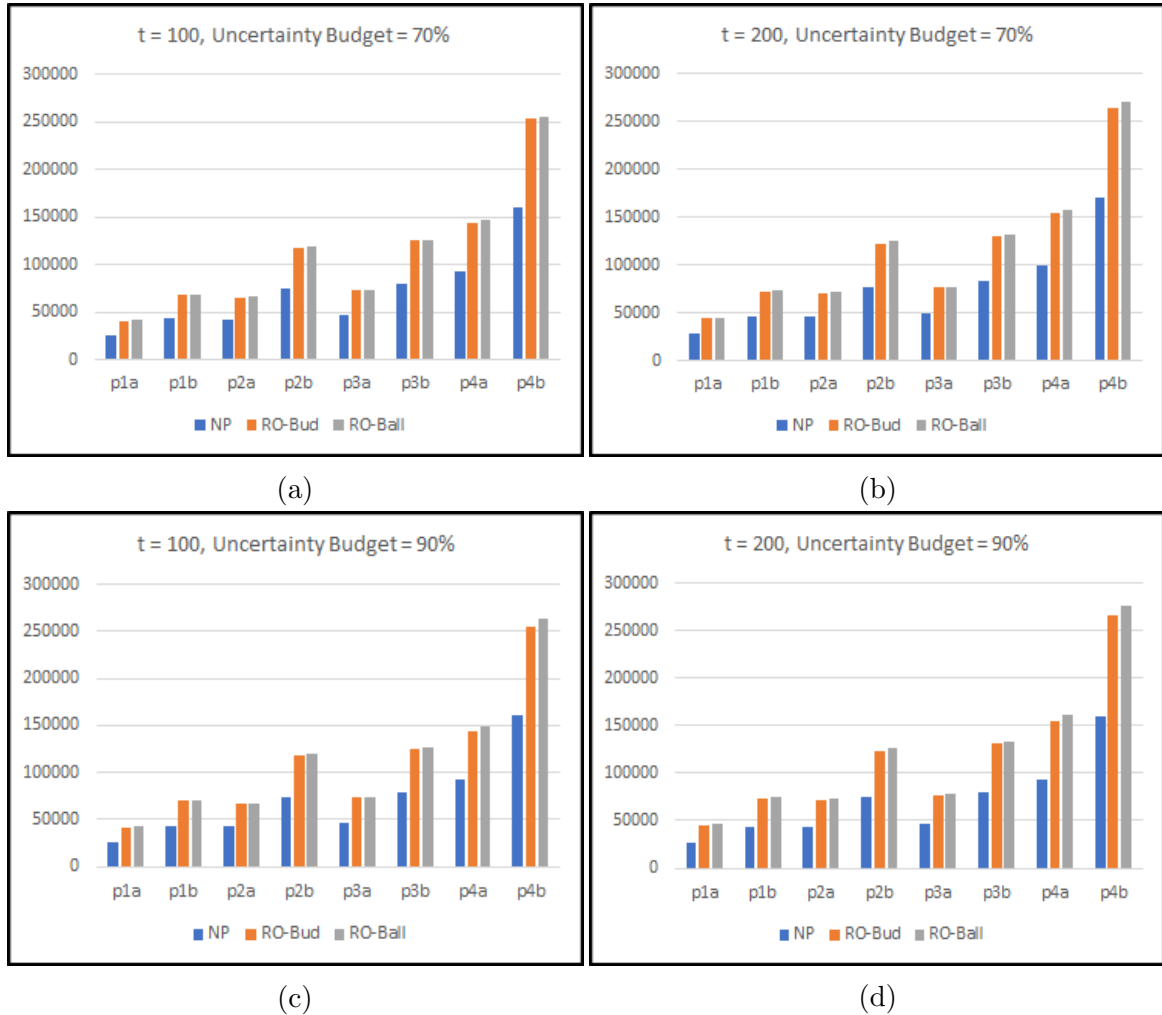 t = 100, Uncertainty Budget = 70%
300000
250000
200000
150000
100000
50000
0
p1a p1b p2a p2b p3a p3b p4a p4b
NP RO-Bud RO-Ball
(a)
t = 200, Uncertainty Budget = 70%
300000
250000
200000
150000
100000
50000
0
p1a p1b p2a p2b p3a p3b p4a p4b
NP RO-Bud RO-Ball
(b)
t = 100, Uncertainty Budget = 90%
300000
250000
200000
150000
100000
50000
0
p1a p1b p2a p2b p3a p3b p4a p4b
NP RO-Bud RO-Ball
(c)
t = 200, Uncertainty Budget = 90%
300000
250000
200000
150000
100000
50000
0
p1a p1b p2a p2b p3a p3b p4a p4b
NP RO-Bud RO-Ball
(d)